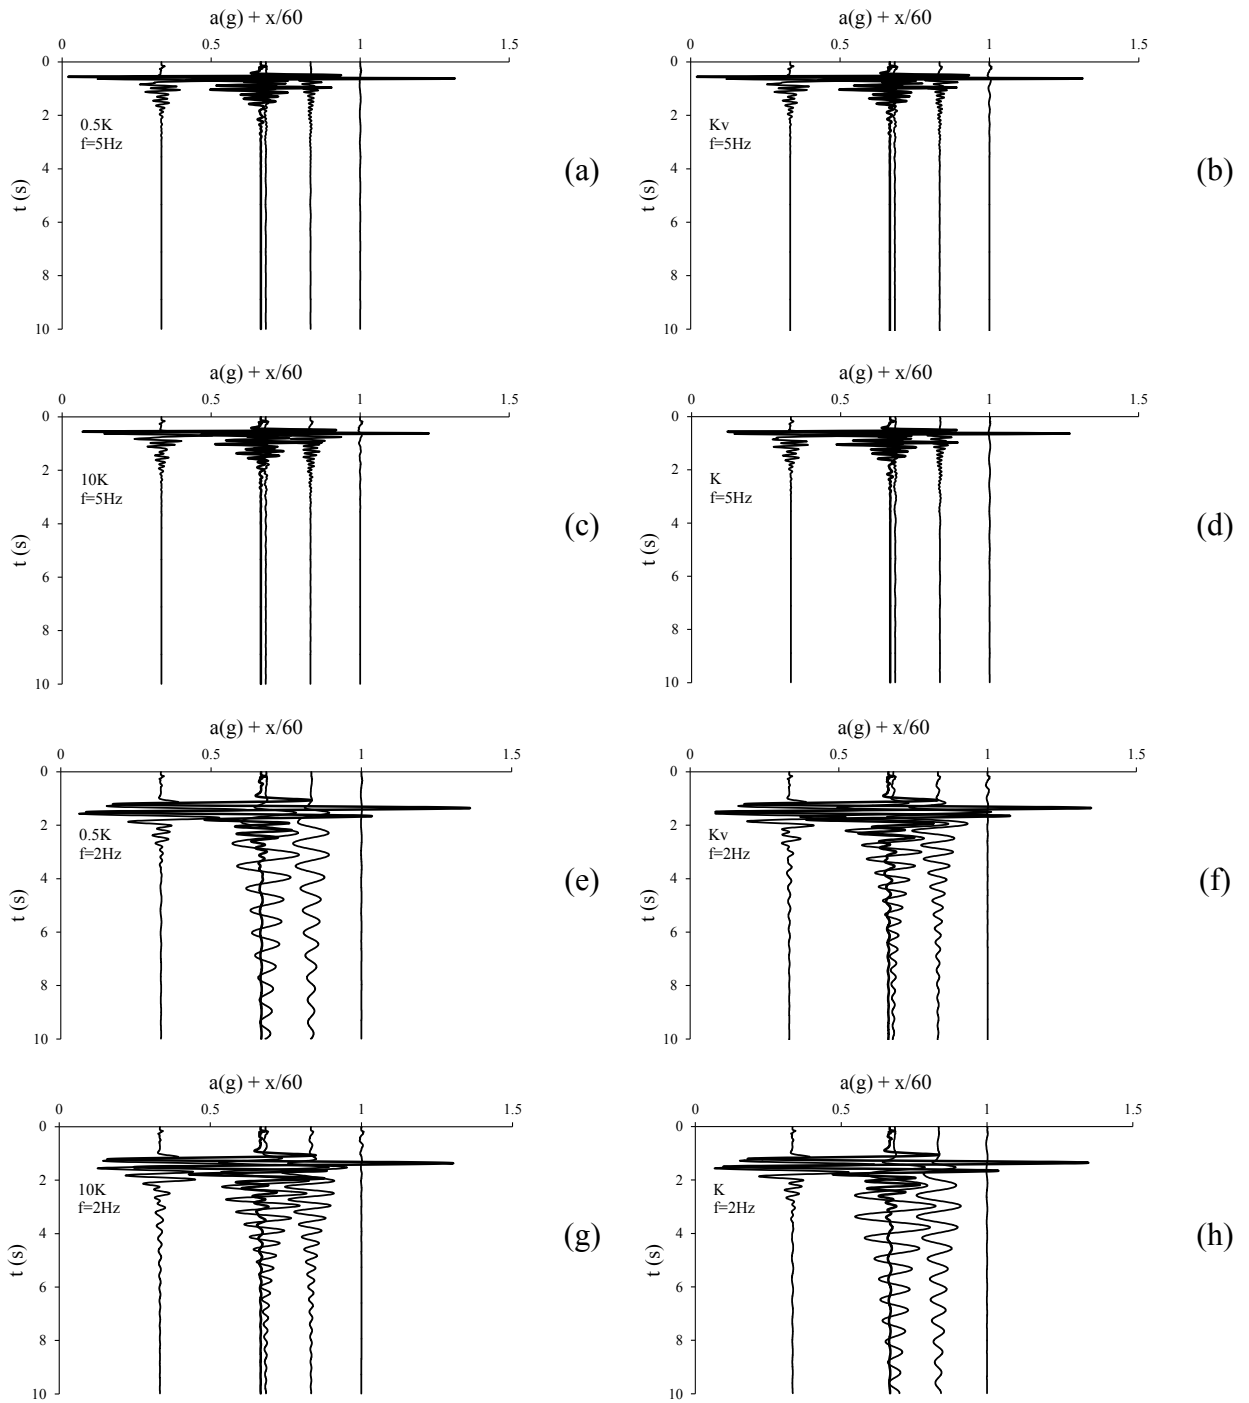 a(g) + x/60
0 0.5 1 1.5
0
2
4
6
8
10
t (s)
0.5K
f=5Hz
(a)
a(g) + x/60
0 0.5 1 1.5
0
2
4
6
8
10
t (s)
Kv
f=5Hz
(b)
a(g) + x/60
0 0.5 1 1.5
0
2
4
6
8
10
t (s)
10K
f=5Hz
(c)
a(g) + x/60
0 0.5 1 1.5
0
2
4
6
8
10
t (s)
K
f=5Hz
(d)
a(g) + x/60
0 0.5 1 1.5
0
2
4
6
8
10
t (s)
0.5K
f=2Hz
(e)
a(g) + x/60
0 0.5 1 1.5
0
2
4
6
8
10
t (s)
Kv
f=2Hz
(f)
a(g) + x/60
0 0.5 1 1.5
0
2
4
6
8
10
t (s)
10K
f=2Hz
(g)
a(g) + x/60
0 0.5 1 1.5
0
2
4
6
8
10
t (s)
K
f=2Hz
(h)